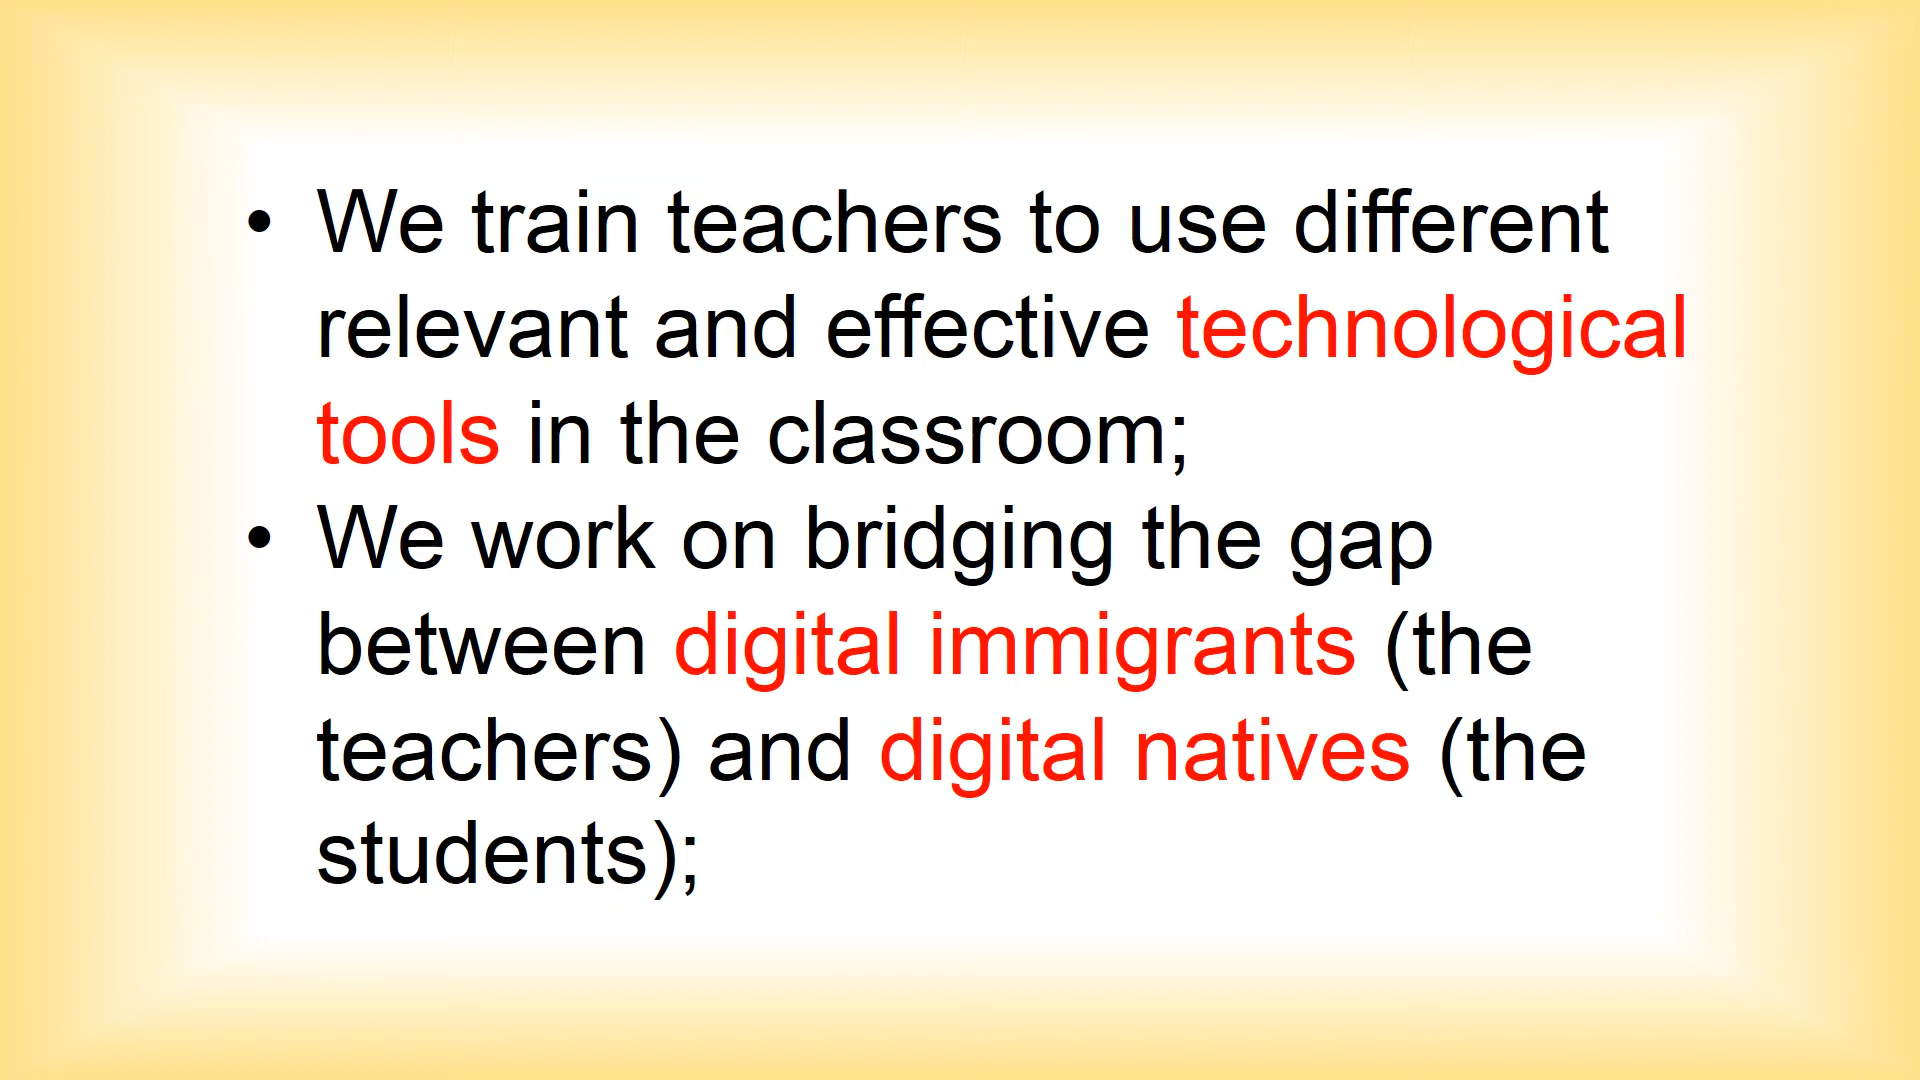 • We train teachers to use different
relevant and effective technological
tools in the classroom;
• We work on bridging the gap
between digital immigrants (the
teachers) and digital natives (the
students);